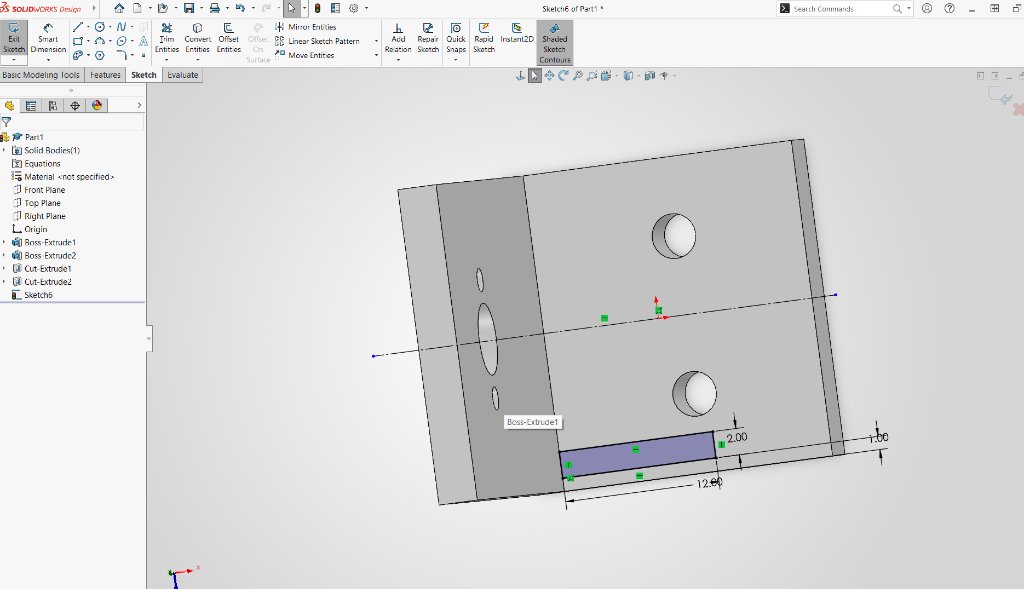 SOLIDWORKS Design
Sketch6 of Part1 *
Search Commands
Exit Sketch
Smart Dimension
Trim Entities
Convert Entities
Offset Entities
Offset On Surface
Mirror Entities
Linear Sketch Pattern
Move Entities
Add Relation
Repair Sketch
Quick Snaps
Rapid Sketch
Instant2D
Shaded Sketch Contours
Basic Modeling Tools
Features
Sketch
Evaluate
Part1
Solid Bodies(1)
Equations
Material <not specified>
Front Plane
Top Plane
Right Plane
Origin
Boss-Extrude1
Boss-Extrude2
Cut-Extrude1
Cut-Extrude2
Sketch6
Boss-Extrude1
2.00
1.00
12.00
x